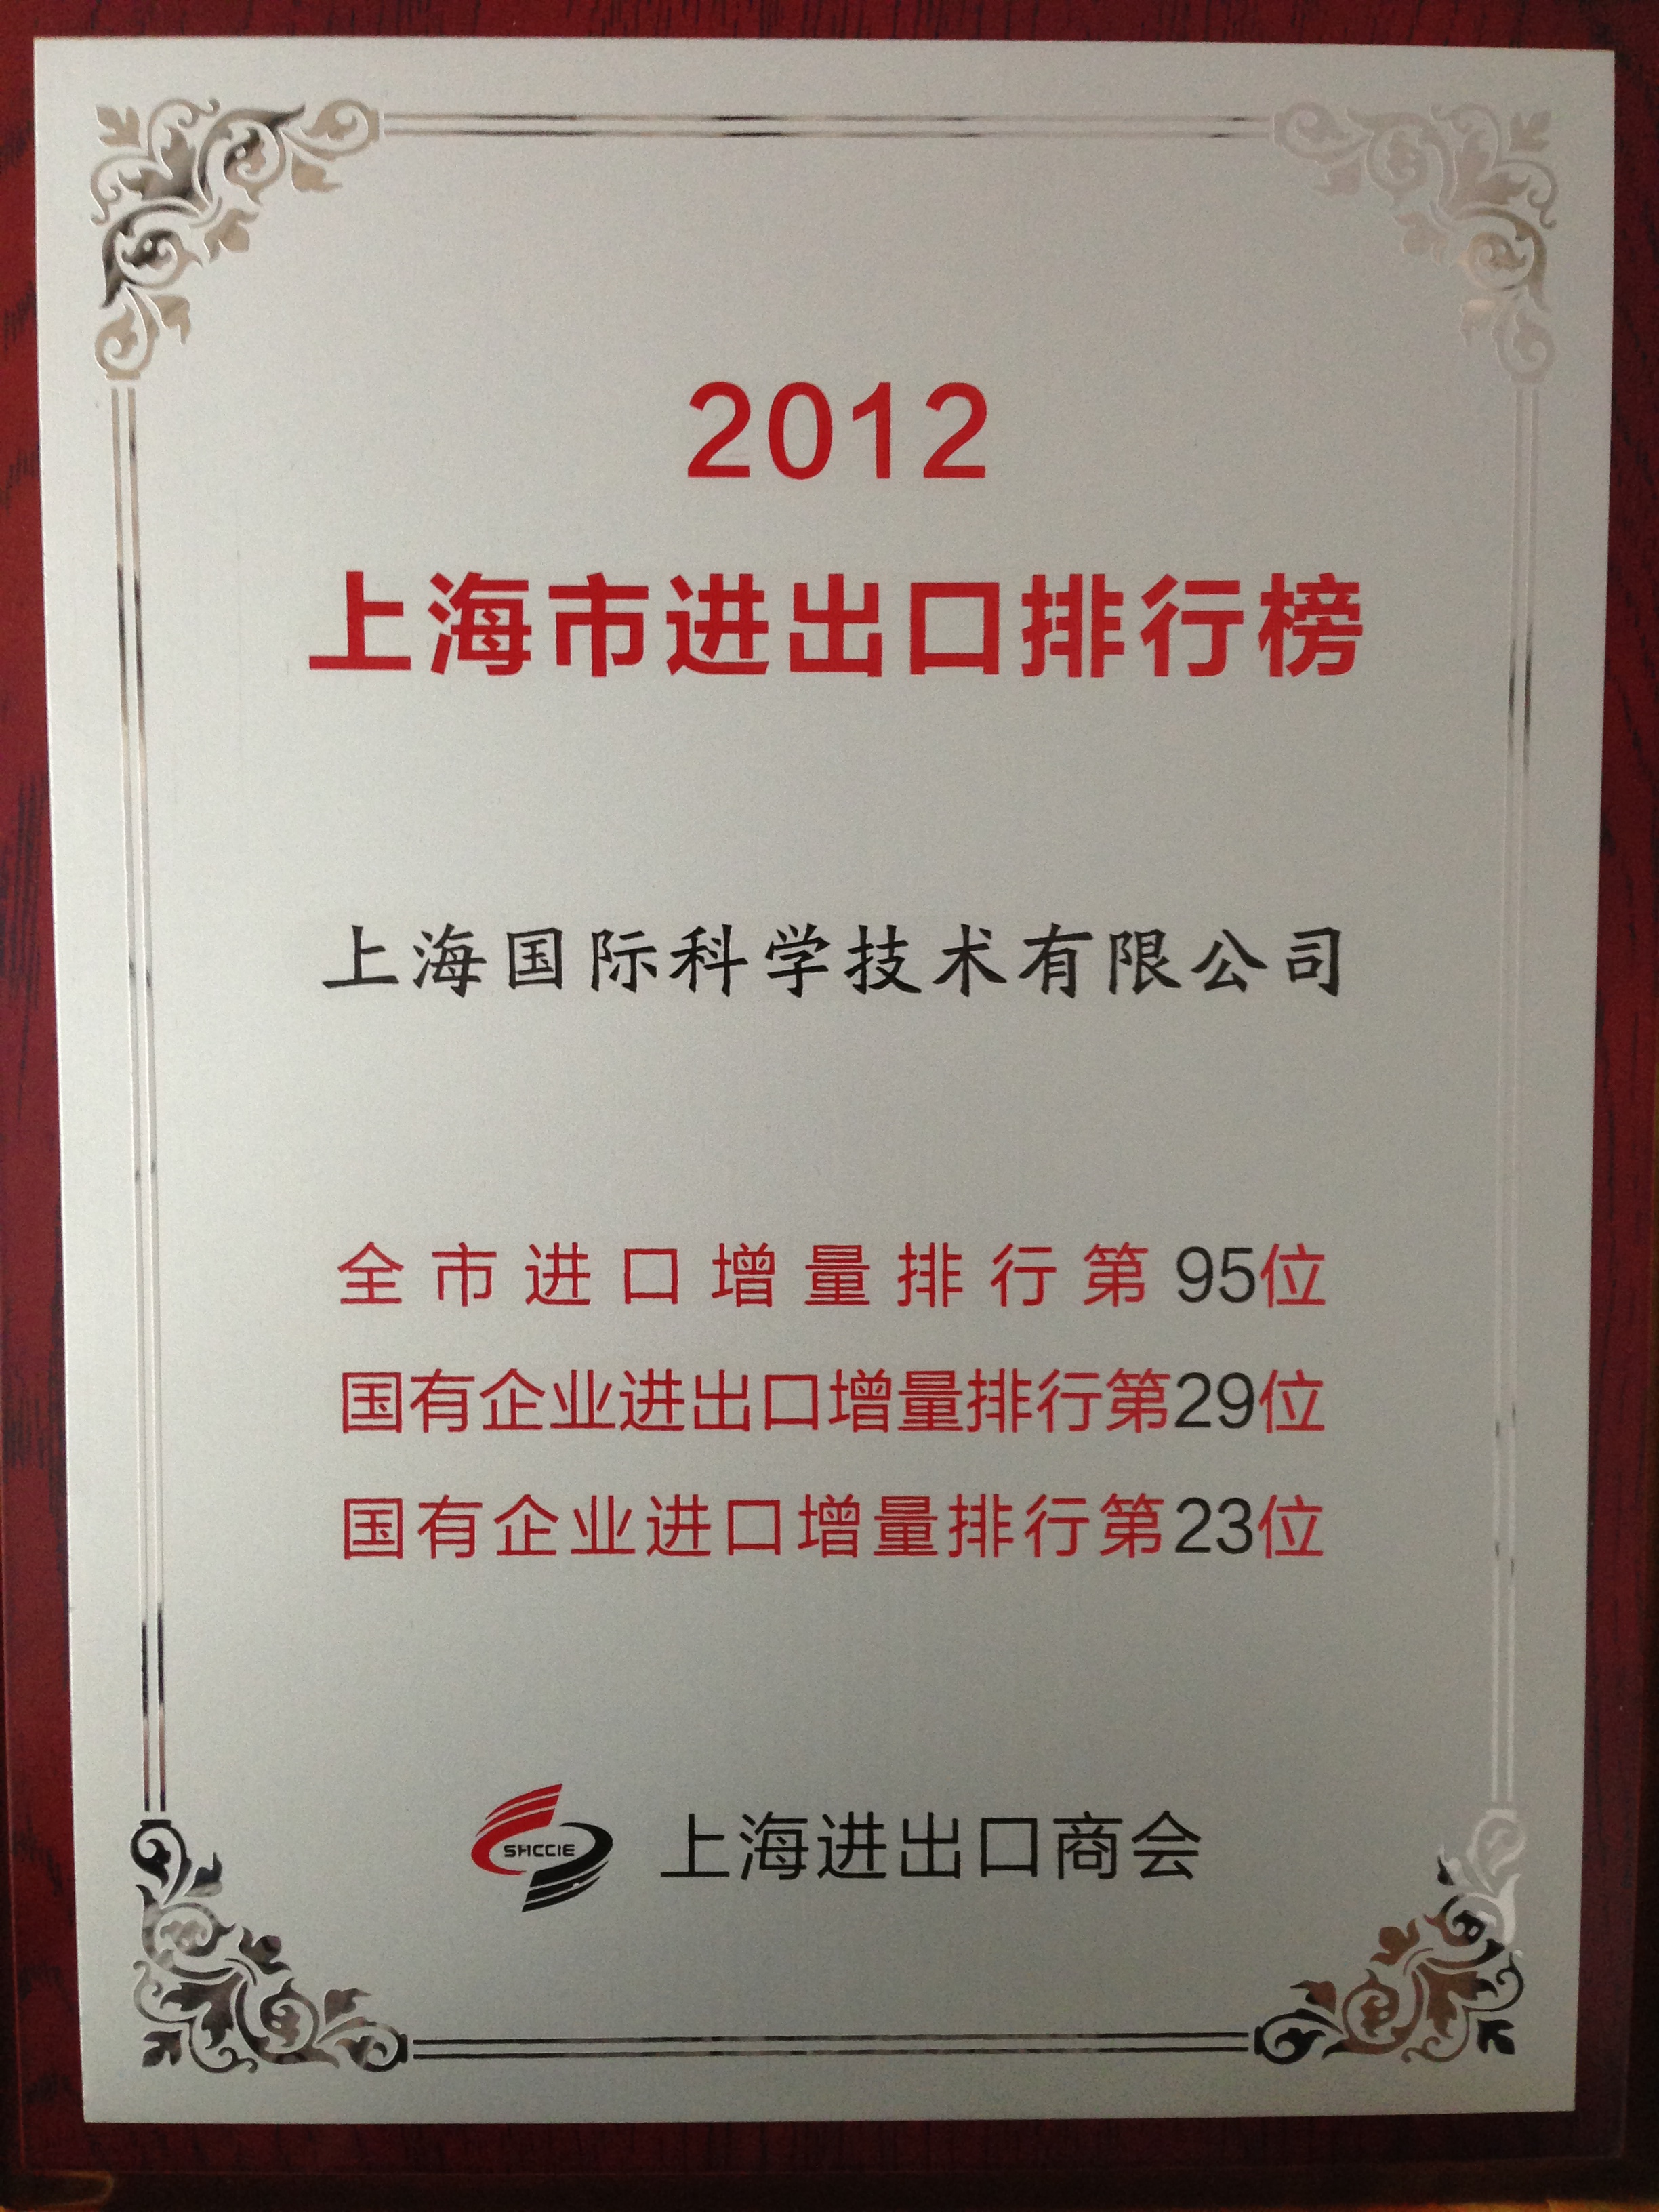 2012
上海市进出口排行榜
上海国际科学技术有限公司
全市进口增量排行第95位
国有企业进出口增量排行第29位
国有企业进口增量排行第23位
SHCCIE 上海进出口商会